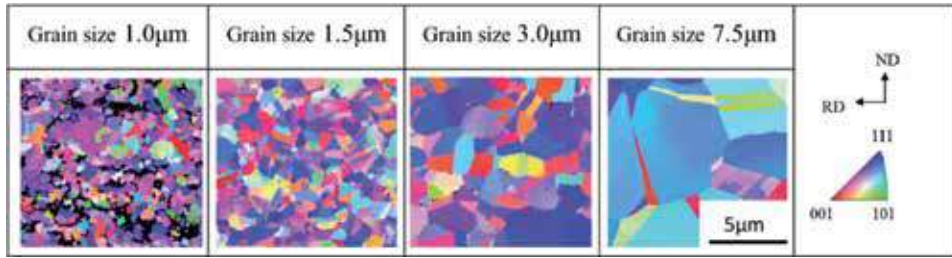 Grain size 1.0μm
Grain size 1.5μm
Grain size 3.0μm
Grain size 7.5μm
ND
RD
111
001
101
5μm